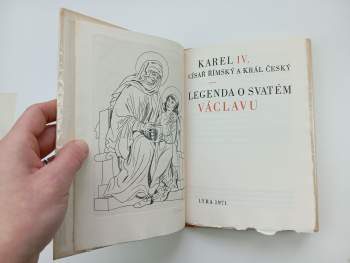 KAREL IV.
CÍSAŘ ŘÍMSKÝ A KRÁL ČESKÝ
LEGENDA O SVATÉM
VÁCLAVU
LYRA 1971